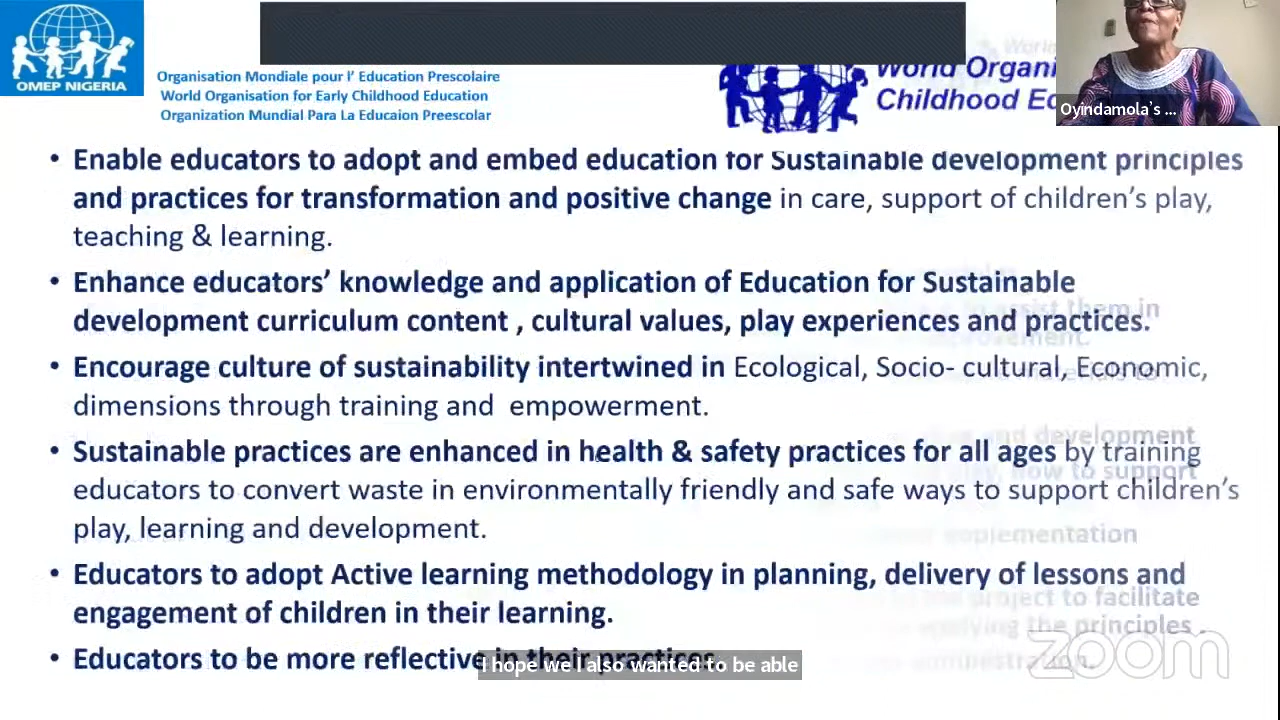 OMEP NIGERIA
Organisation Mondiale pour l’ Education Prescolaire
World Organisation for Early Childhood Education
Organization Mundial Para La Educaion Preescolar
World Organi
Childhood Ed
Oyindamola’s ...
• Enable educators to adopt and embed education for Sustainable development principles
and practices for transformation and positive change in care, support of children’s play,
teaching & learning.
• Enhance educators’ knowledge and application of Education for Sustainable
development curriculum content , cultural values, play experiences and practices.
• Encourage culture of sustainability intertwined in Ecological, Socio- cultural, Economic,
dimensions through training and empowerment.
• Sustainable practices are enhanced in health & safety practices for all ages by training
educators to convert waste in environmentally friendly and safe ways to support children’s
play, learning and development.
• Educators to adopt Active learning methodology in planning, delivery of lessons and
engagement of children in their learning.
• Educators to be more reflective in their practices
I hope we I also wanted to be able
zoom